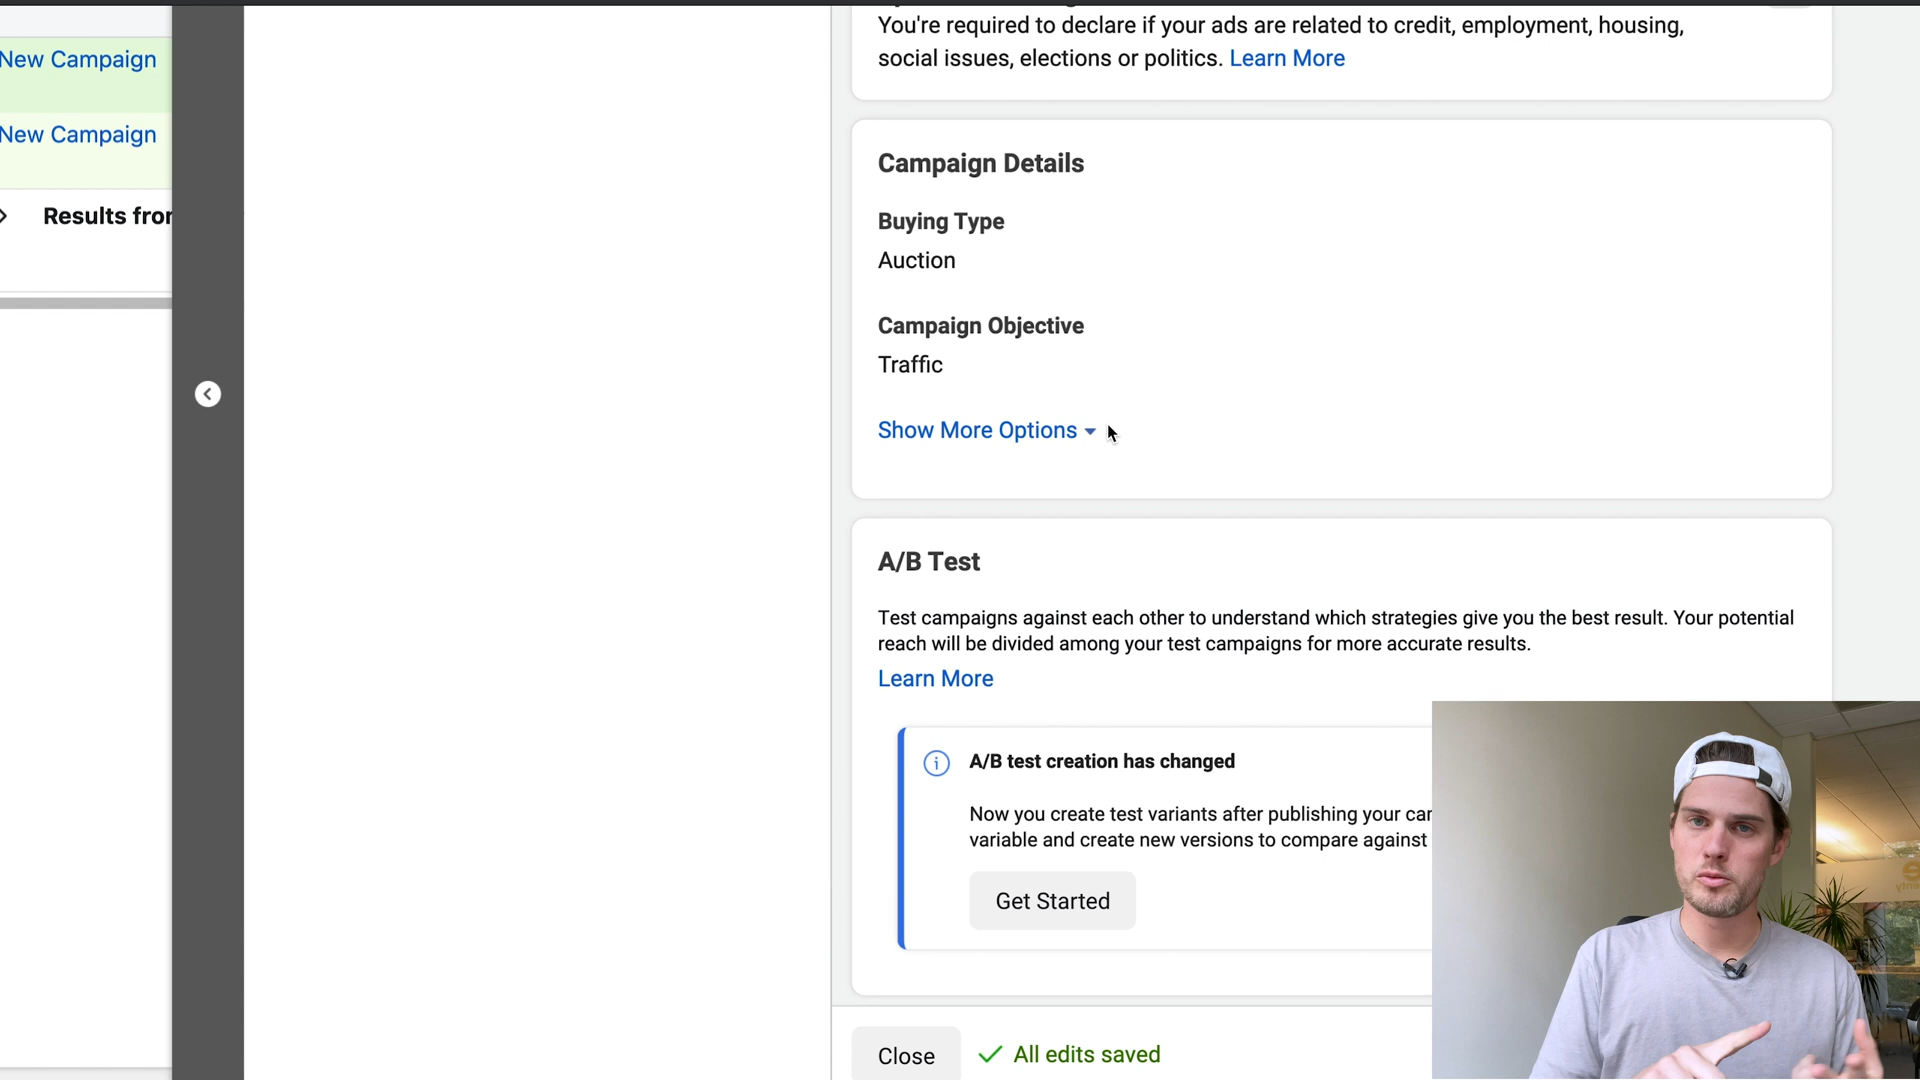 You're required to declare if your ads are related to credit, employment, housing,
social issues, elections or politics. Learn More
New Campaign
New Campaign
Results from
Campaign Details
Buying Type
Auction
Campaign Objective
Traffic
Show More Options
A/B Test
Test campaigns against each other to understand which strategies give you the best result. Your potential
reach will be divided among your test campaigns for more accurate results.
Learn More
A/B test creation has changed
Now you create test variants after publishing your
variable and create new versions to compare against
Get Started
Close
All edits saved